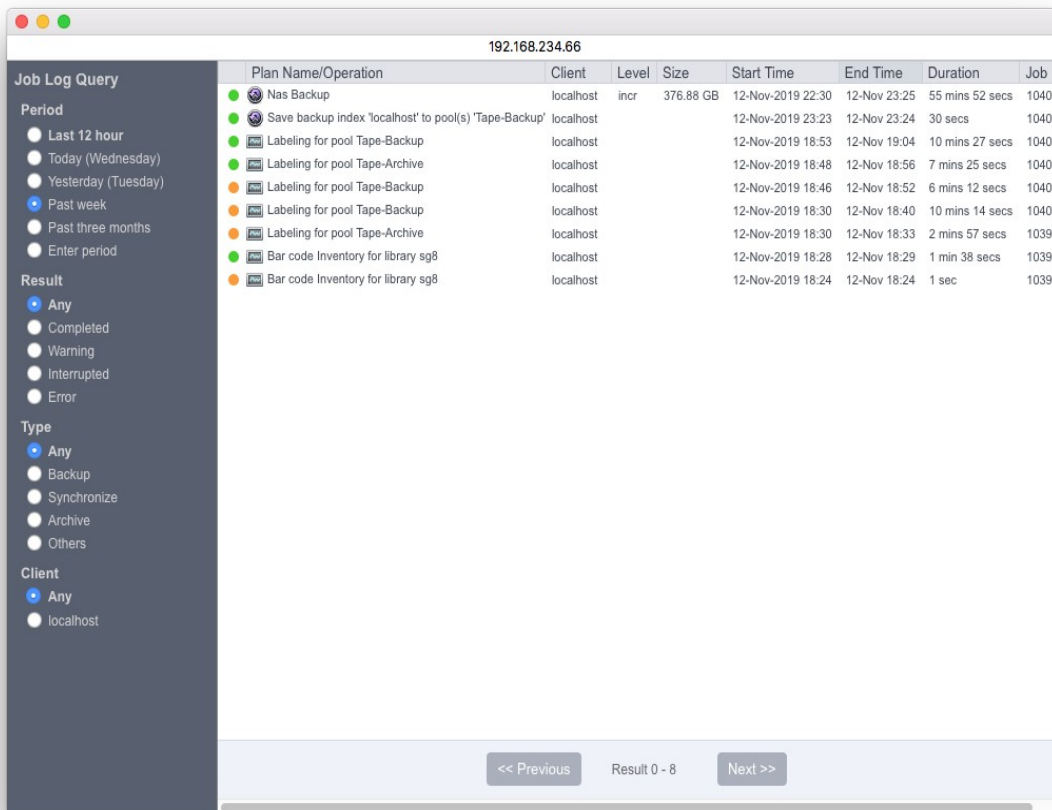 192.168.234.66
Job Log Query
Period
Last 12 hour
Today (Wednesday)
Yesterday (Tuesday)
Past week
Past three months
Enter period
Result
Any
Completed
Warning
Interrupted
Error
Type
Any
Backup
Synchronize
Archive
Others
Client
Any
localhost
Plan Name/Operation Client Level Size Start Time End Time Duration Job
Nas Backup localhost incr 376.88 GB 12-Nov-2019 22:30 12-Nov 23:25 55 mins 52 secs 1040
Save backup index 'localhost' to pool(s) 'Tape-Backup' localhost 12-Nov-2019 23:23 12-Nov 23:24 30 secs 1040
Labeling for pool Tape-Backup localhost 12-Nov-2019 18:53 12-Nov 19:04 10 mins 27 secs 1040
Labeling for pool Tape-Archive localhost 12-Nov-2019 18:48 12-Nov 18:56 7 mins 25 secs 1040
Labeling for pool Tape-Backup localhost 12-Nov-2019 18:46 12-Nov 18:52 6 mins 12 secs 1040
Labeling for pool Tape-Backup localhost 12-Nov-2019 18:30 12-Nov 18:40 10 mins 14 secs 1040
Labeling for pool Tape-Archive localhost 12-Nov-2019 18:30 12-Nov 18:33 2 mins 57 secs 1039
Bar code Inventory for library sg8 localhost 12-Nov-2019 18:28 12-Nov 18:29 1 min 38 secs 1039
Bar code Inventory for library sg8 localhost 12-Nov-2019 18:24 12-Nov 18:24 1 sec 1039
<< Previous Result 0 - 8 Next >>